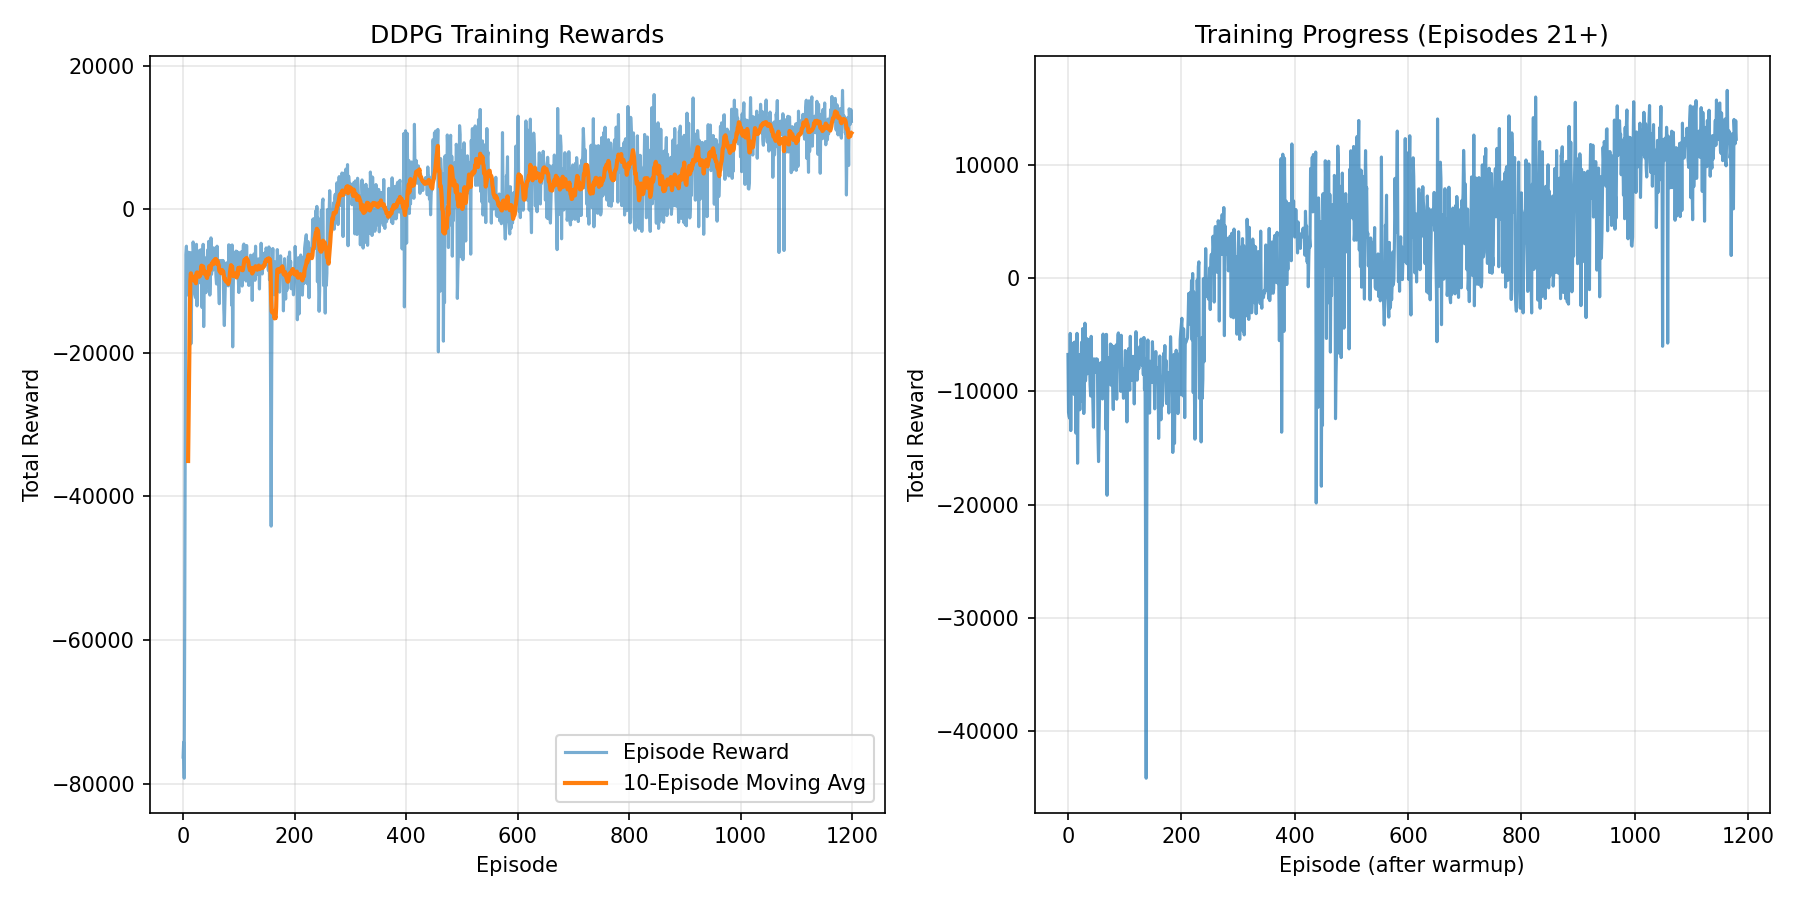 DDPG Training Rewards
20000
0
−20000
−40000
−60000
−80000
Total Reward
0 200 400 600 800 1000 1200
Episode
Episode Reward
10-Episode Moving Avg
Training Progress (Episodes 21+)
10000
0
−10000
−20000
−30000
−40000
Total Reward
0 200 400 600 800 1000 1200
Episode (after warmup)